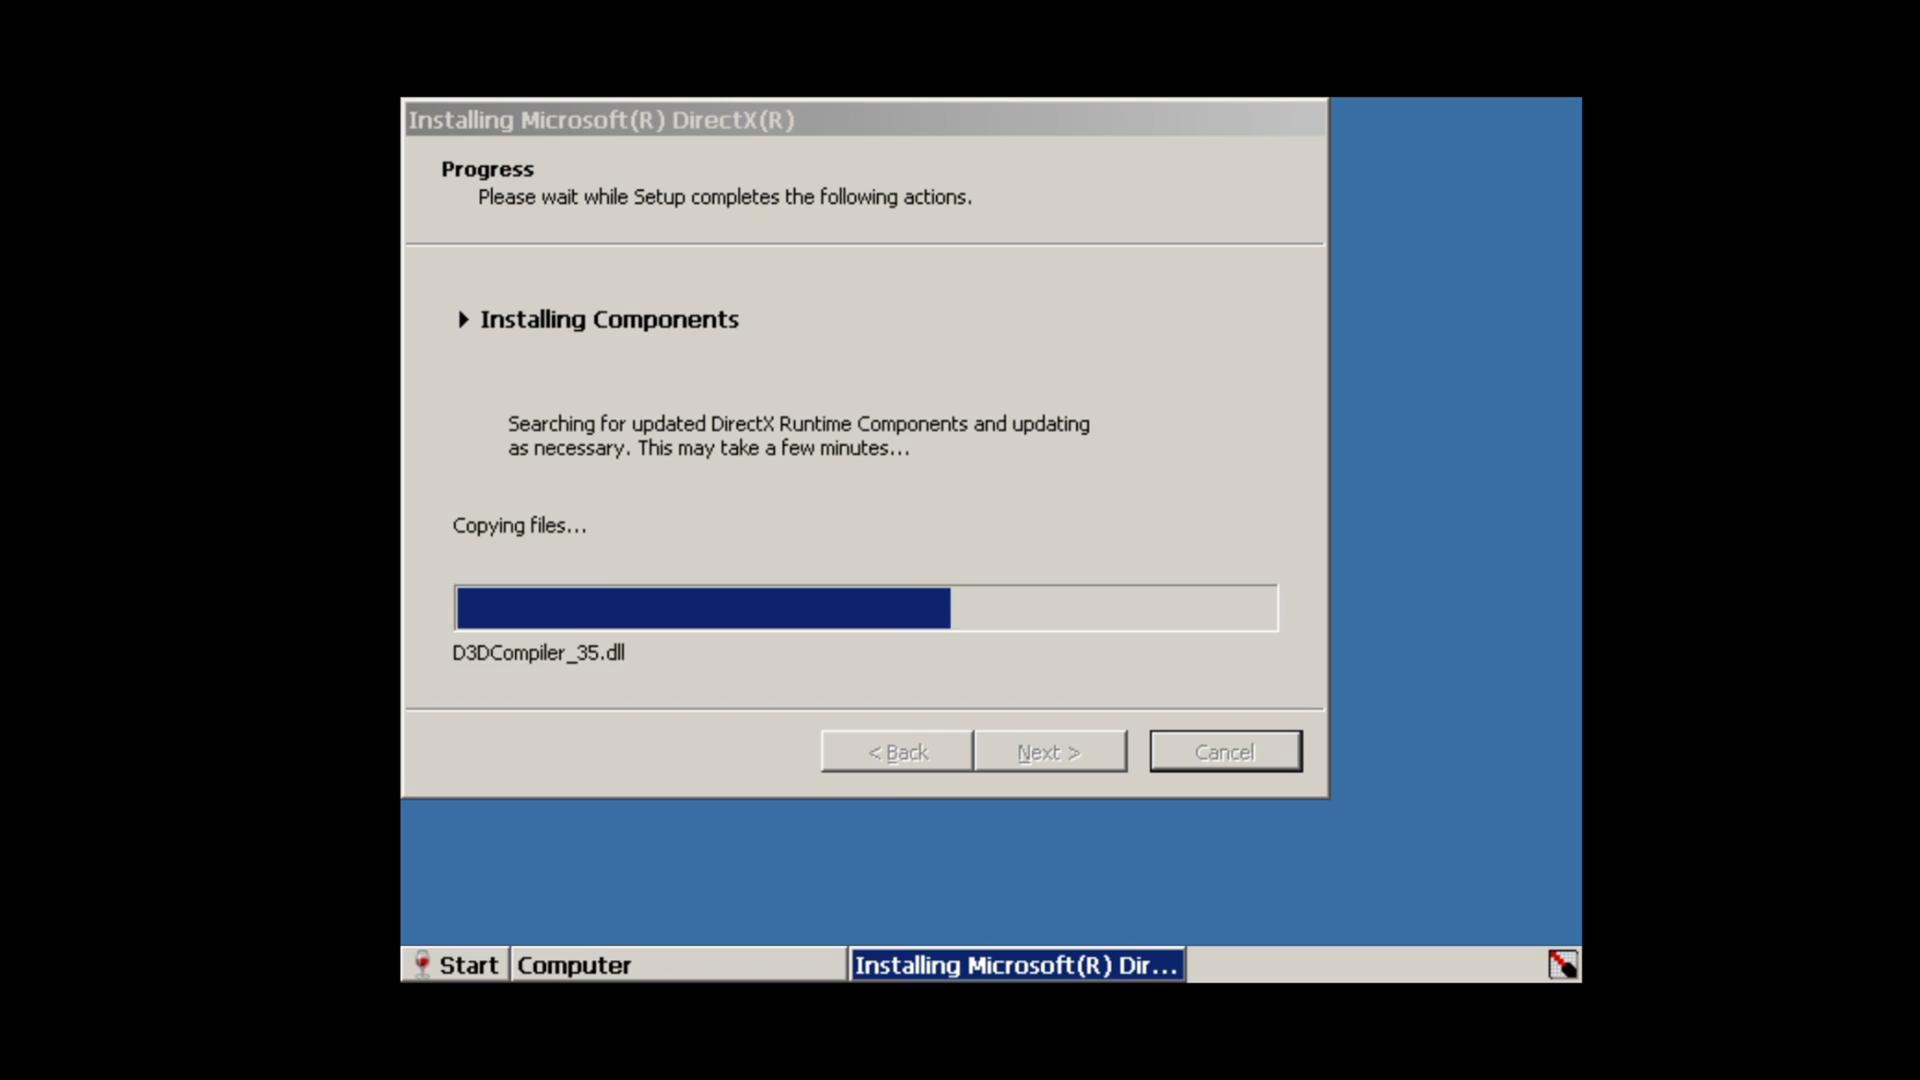 Installing Microsoft(R) DirectX(R)
Progress
Please wait while Setup completes the following actions.
Installing Components
Searching for updated DirectX Runtime Components and updating
as necessary. This may take a few minutes...
Copying files...
D3DCompiler_35.dll
< Back
Next >
Cancel
Start
Computer
Installing Microsoft(R) Dir...